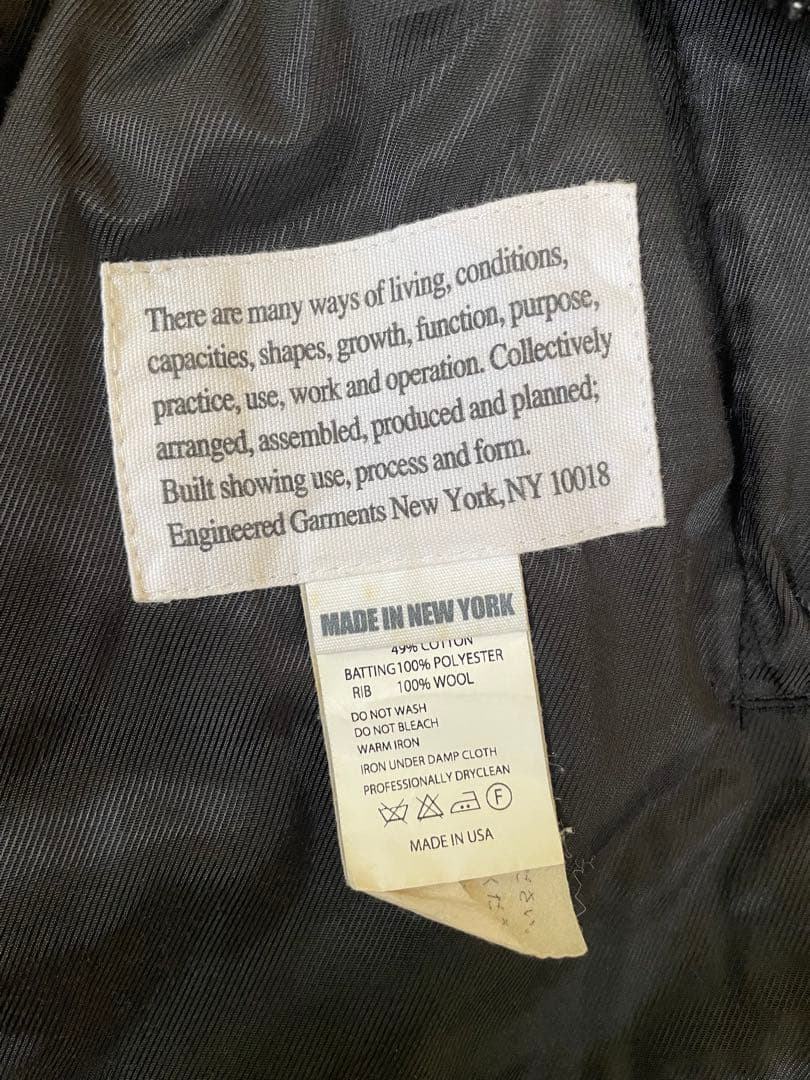 There are many ways of living, conditions,
capacities, shapes, growth, function, purpose,
practice, use, work and operation. Collectively
arranged, assembled, produced and planned;
Built showing use, process and form.
Engineered Garments New York, NY 10018
MADE IN NEW YORK
49% COTTON
BATTING 100% POLYESTER
RIB 100% WOOL
DO NOT WASH
DO NOT BLEACH
WARM IRON
IRON UNDER DAMP CLOTH
PROFESSIONALLY DRYCLEAN
F
MADE IN USA